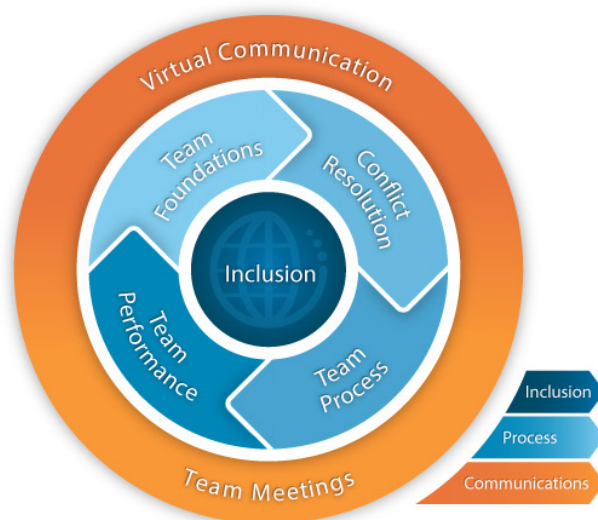 Virtual Communication
Team
Foundations
Conflict
Resolution
Inclusion
Team
Performance
Team
Process
Team Meetings
Inclusion
Process
Communications